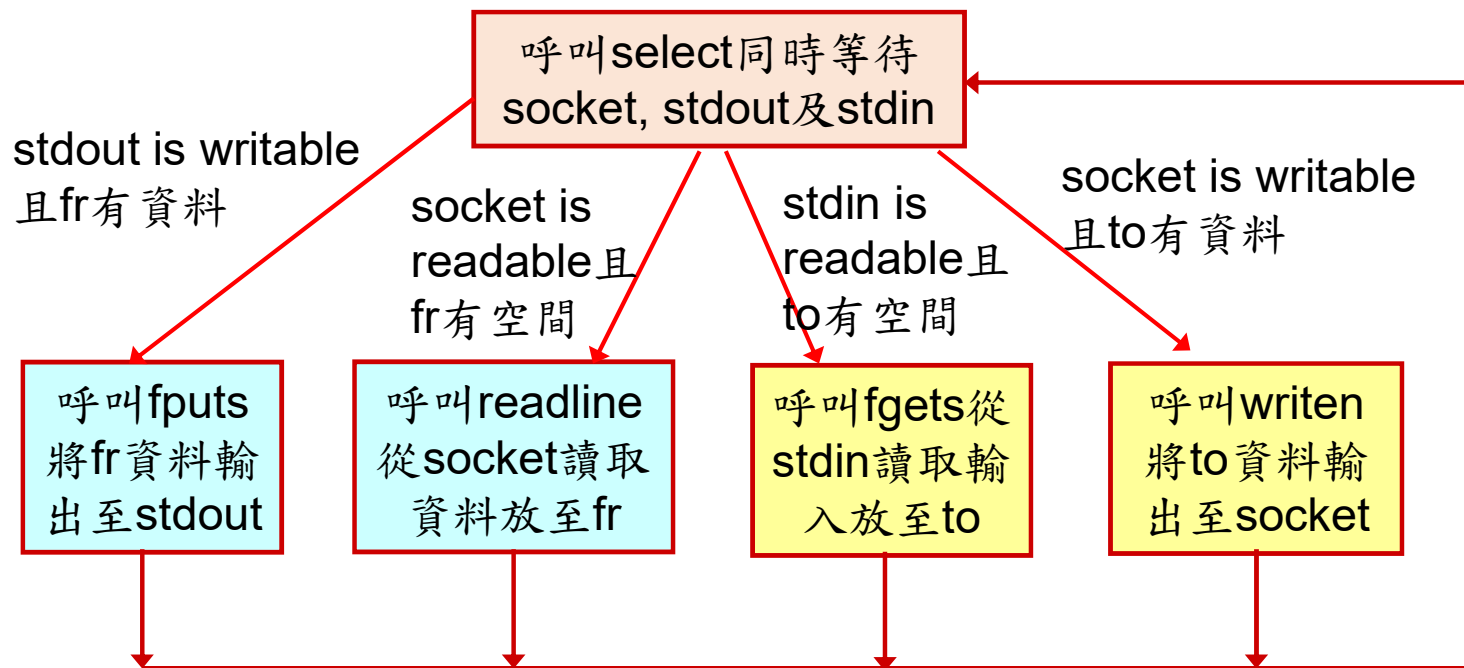 呼叫select同時等待
socket, stdout及stdin
stdout is writable
且fr有資料
socket is
readable且
fr有空間
stdin is
readable且
to有空間
socket is writable
且to有資料
呼叫fputs
將fr資料輸
出至stdout
呼叫readline
從socket讀取
資料放至fr
呼叫fgets從
stdin讀取輸
入放至to
呼叫writen
將to資料輸
出至socket